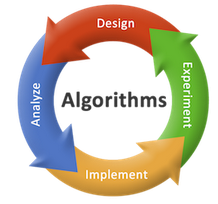 Design
Analyze
Algorithms
Experiment
Implement